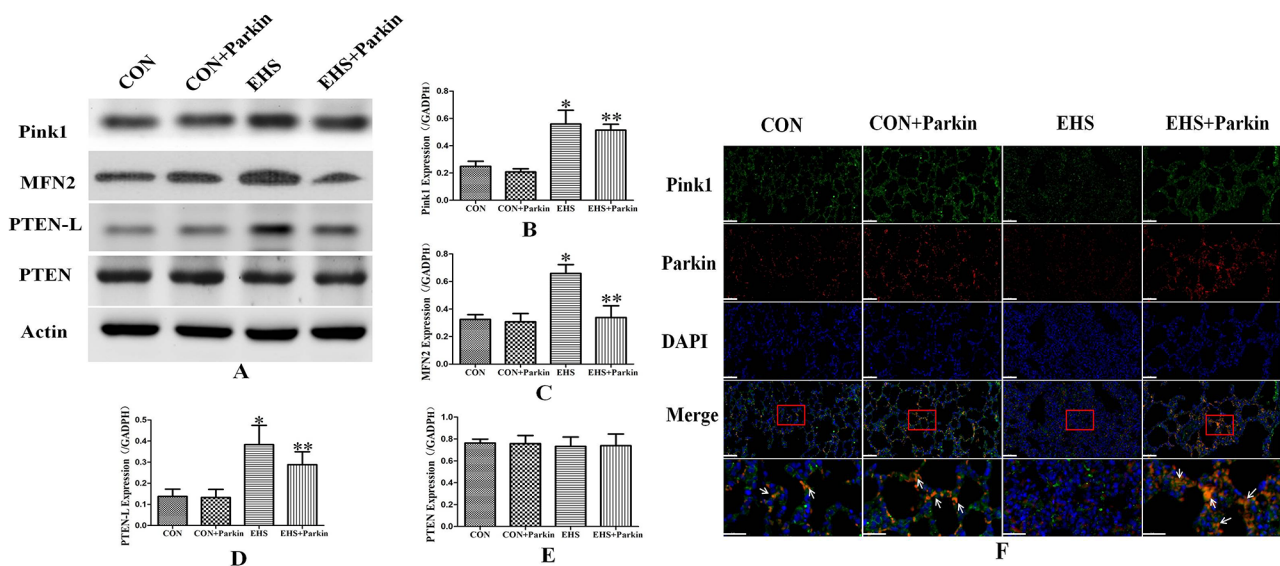 CON
CON+Parkin
EHS
EHS+Parkin
Pink1
MFN2
PTEN-L
PTEN
Actin
A
Pink1 Expression (/GADPH)
0.8
0.6
0.4
0.2
0.0
*
**
CON
CON+Parkin
EHS
EHS+Parkin
B
MFN2 Expression (/GADPH)
0.8
0.6
0.4
0.2
0.0
*
**
CON
CON+Parkin
EHS
EHS+Parkin
C
PTEN-L Expression (/GADPH)
0.5
0.4
0.3
0.2
0.1
0.0
*
**
CON
CON+Parkin
EHS
EHS+Parkin
D
PTEN Expression (/GADPH)
1.0
0.8
0.6
0.4
0.2
0.0
CON
CON+Parkin
EHS
EHS+Parkin
E
CON
CON+Parkin
EHS
EHS+Parkin
Pink1
Parkin
DAPI
Merge
F